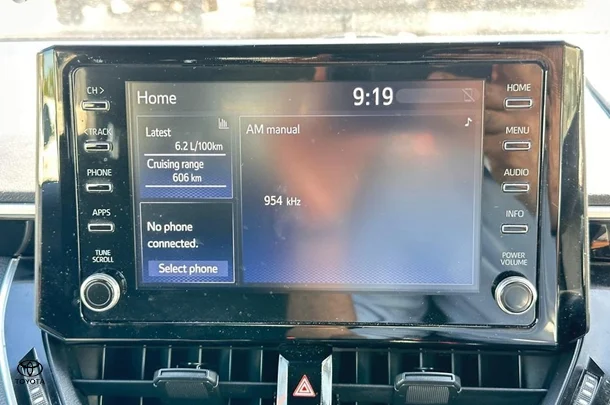 CH >
HOME
Home
9:19
<TRACK
MENU
Latest
6.2 L/100km
Cruising range
606 km
AM manual
954 kHz
PHONE
AUDIO
APPS
INFO
No phone
connected.
Select phone
TUNE
SCROLL
POWER
VOLUME
TOYOTA